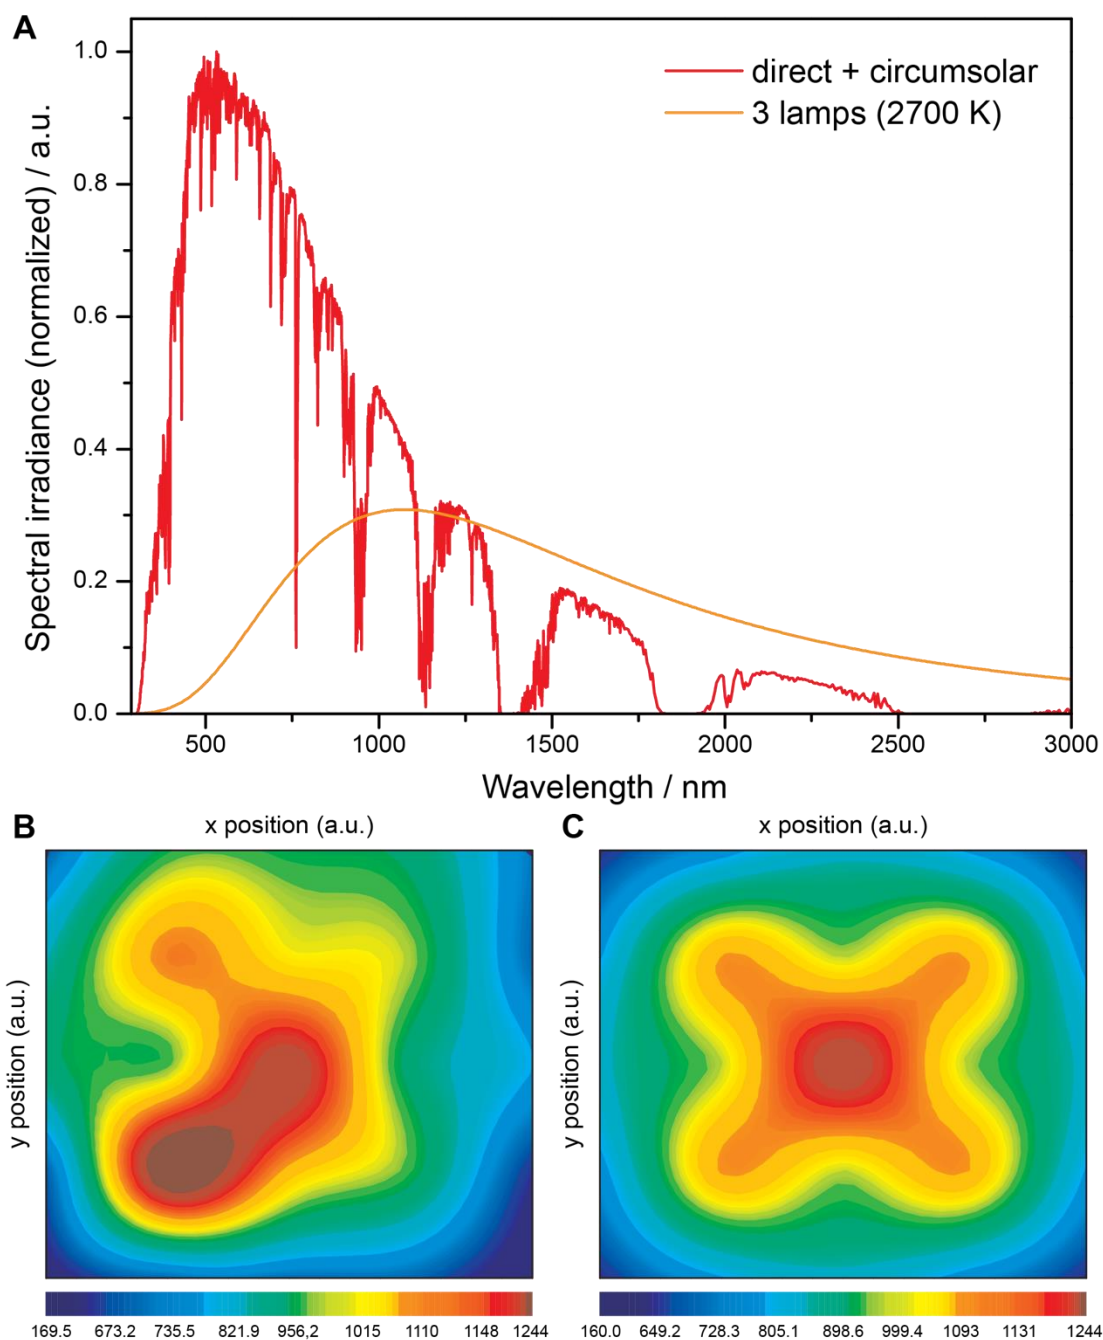 A
Spectral irradiance (normalized) / a.u.
1.0
0.8
0.6
0.4
0.2
0.0
direct + circumsolar
3 lamps (2700 K)
500 1000 1500 2000 2500 3000
Wavelength / nm
B
x position (a.u.)
y position (a.u.)
169.5 673.2 735.5 821.9 956,2 1015 1110 1148 1244
C
x position (a.u.)
y position (a.u.)
160.0 649.2 728.3 805.1 898.6 999.4 1093 1131 1244